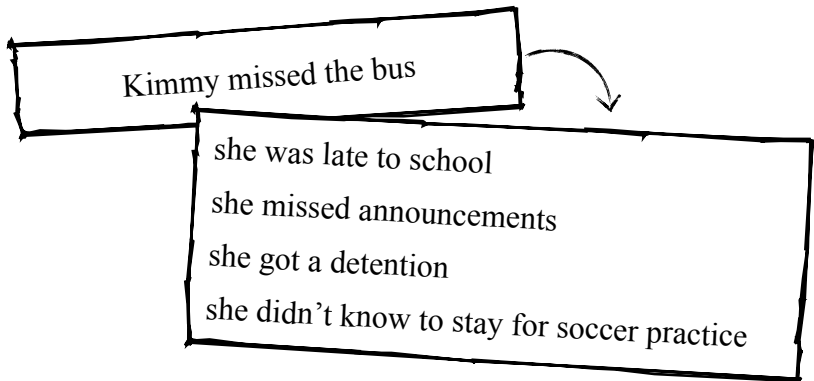 Kimmy missed the bus
she was late to school
she missed announcements
she got a detention
she didn’t know to stay for soccer practice